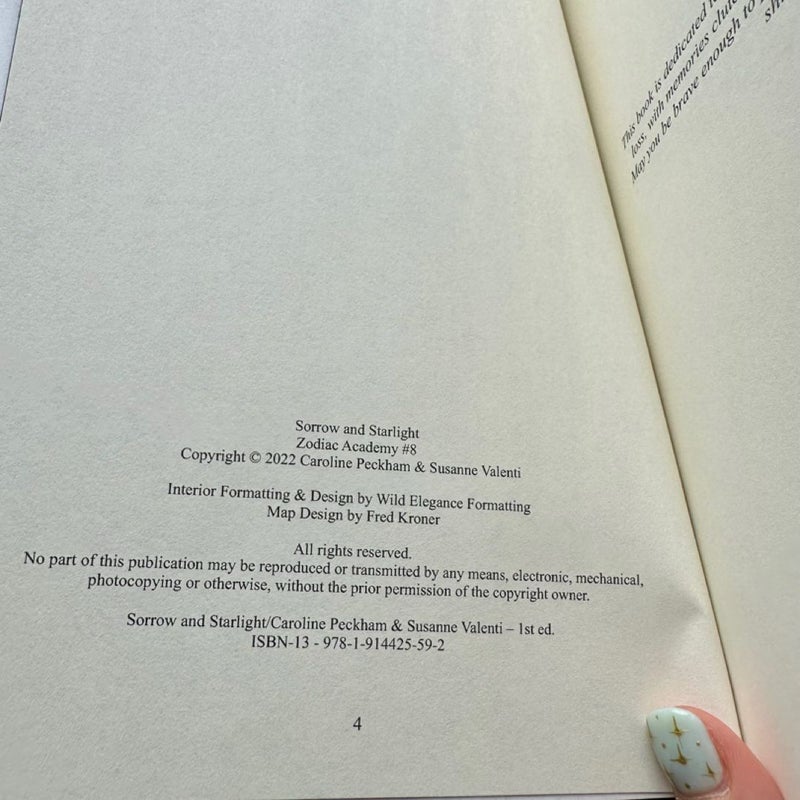 Sorrow and Starlight
Zodiac Academy #8
Copyright © 2022 Caroline Peckham & Susanne Valenti
Interior Formatting & Design by Wild Elegance Formatting
Map Design by Fred Kroner
All rights reserved.
No part of this publication may be reproduced or transmitted by any means, electronic, mechanical,
photocopying or otherwise, without the prior permission of the copyright owner.
Sorrow and Starlight/Caroline Peckham & Susanne Valenti – 1st ed.
ISBN-13 - 978-1-914425-59-2
4
This book is dedicated
loss, with memories
May you be brave enough to